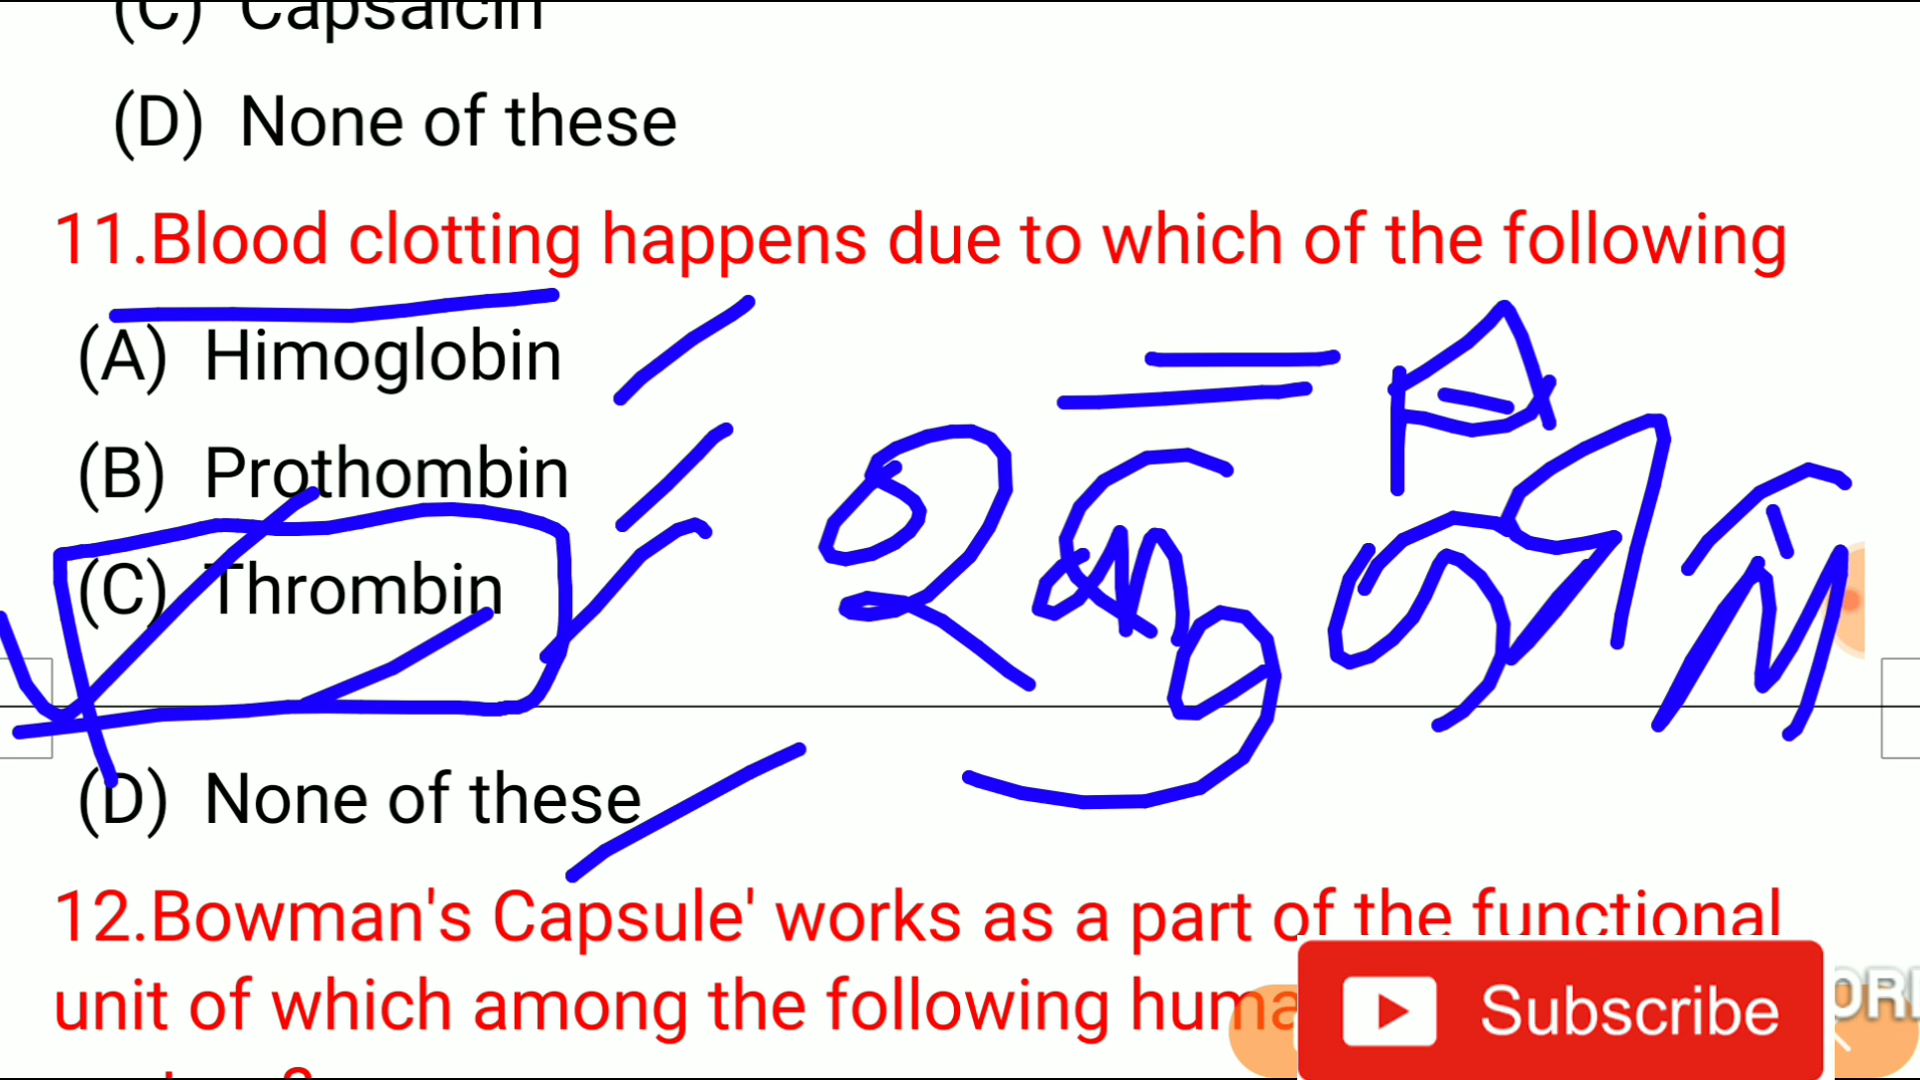 (C) Capsaicin
(D) None of these
11.Blood clotting happens due to which of the following
(A) Himoglobin
(B) Prothombin
(C) Thrombin
(D) None of these
12.Bowman's Capsule' works as a part of the functional
unit of which among the following
Subscribe